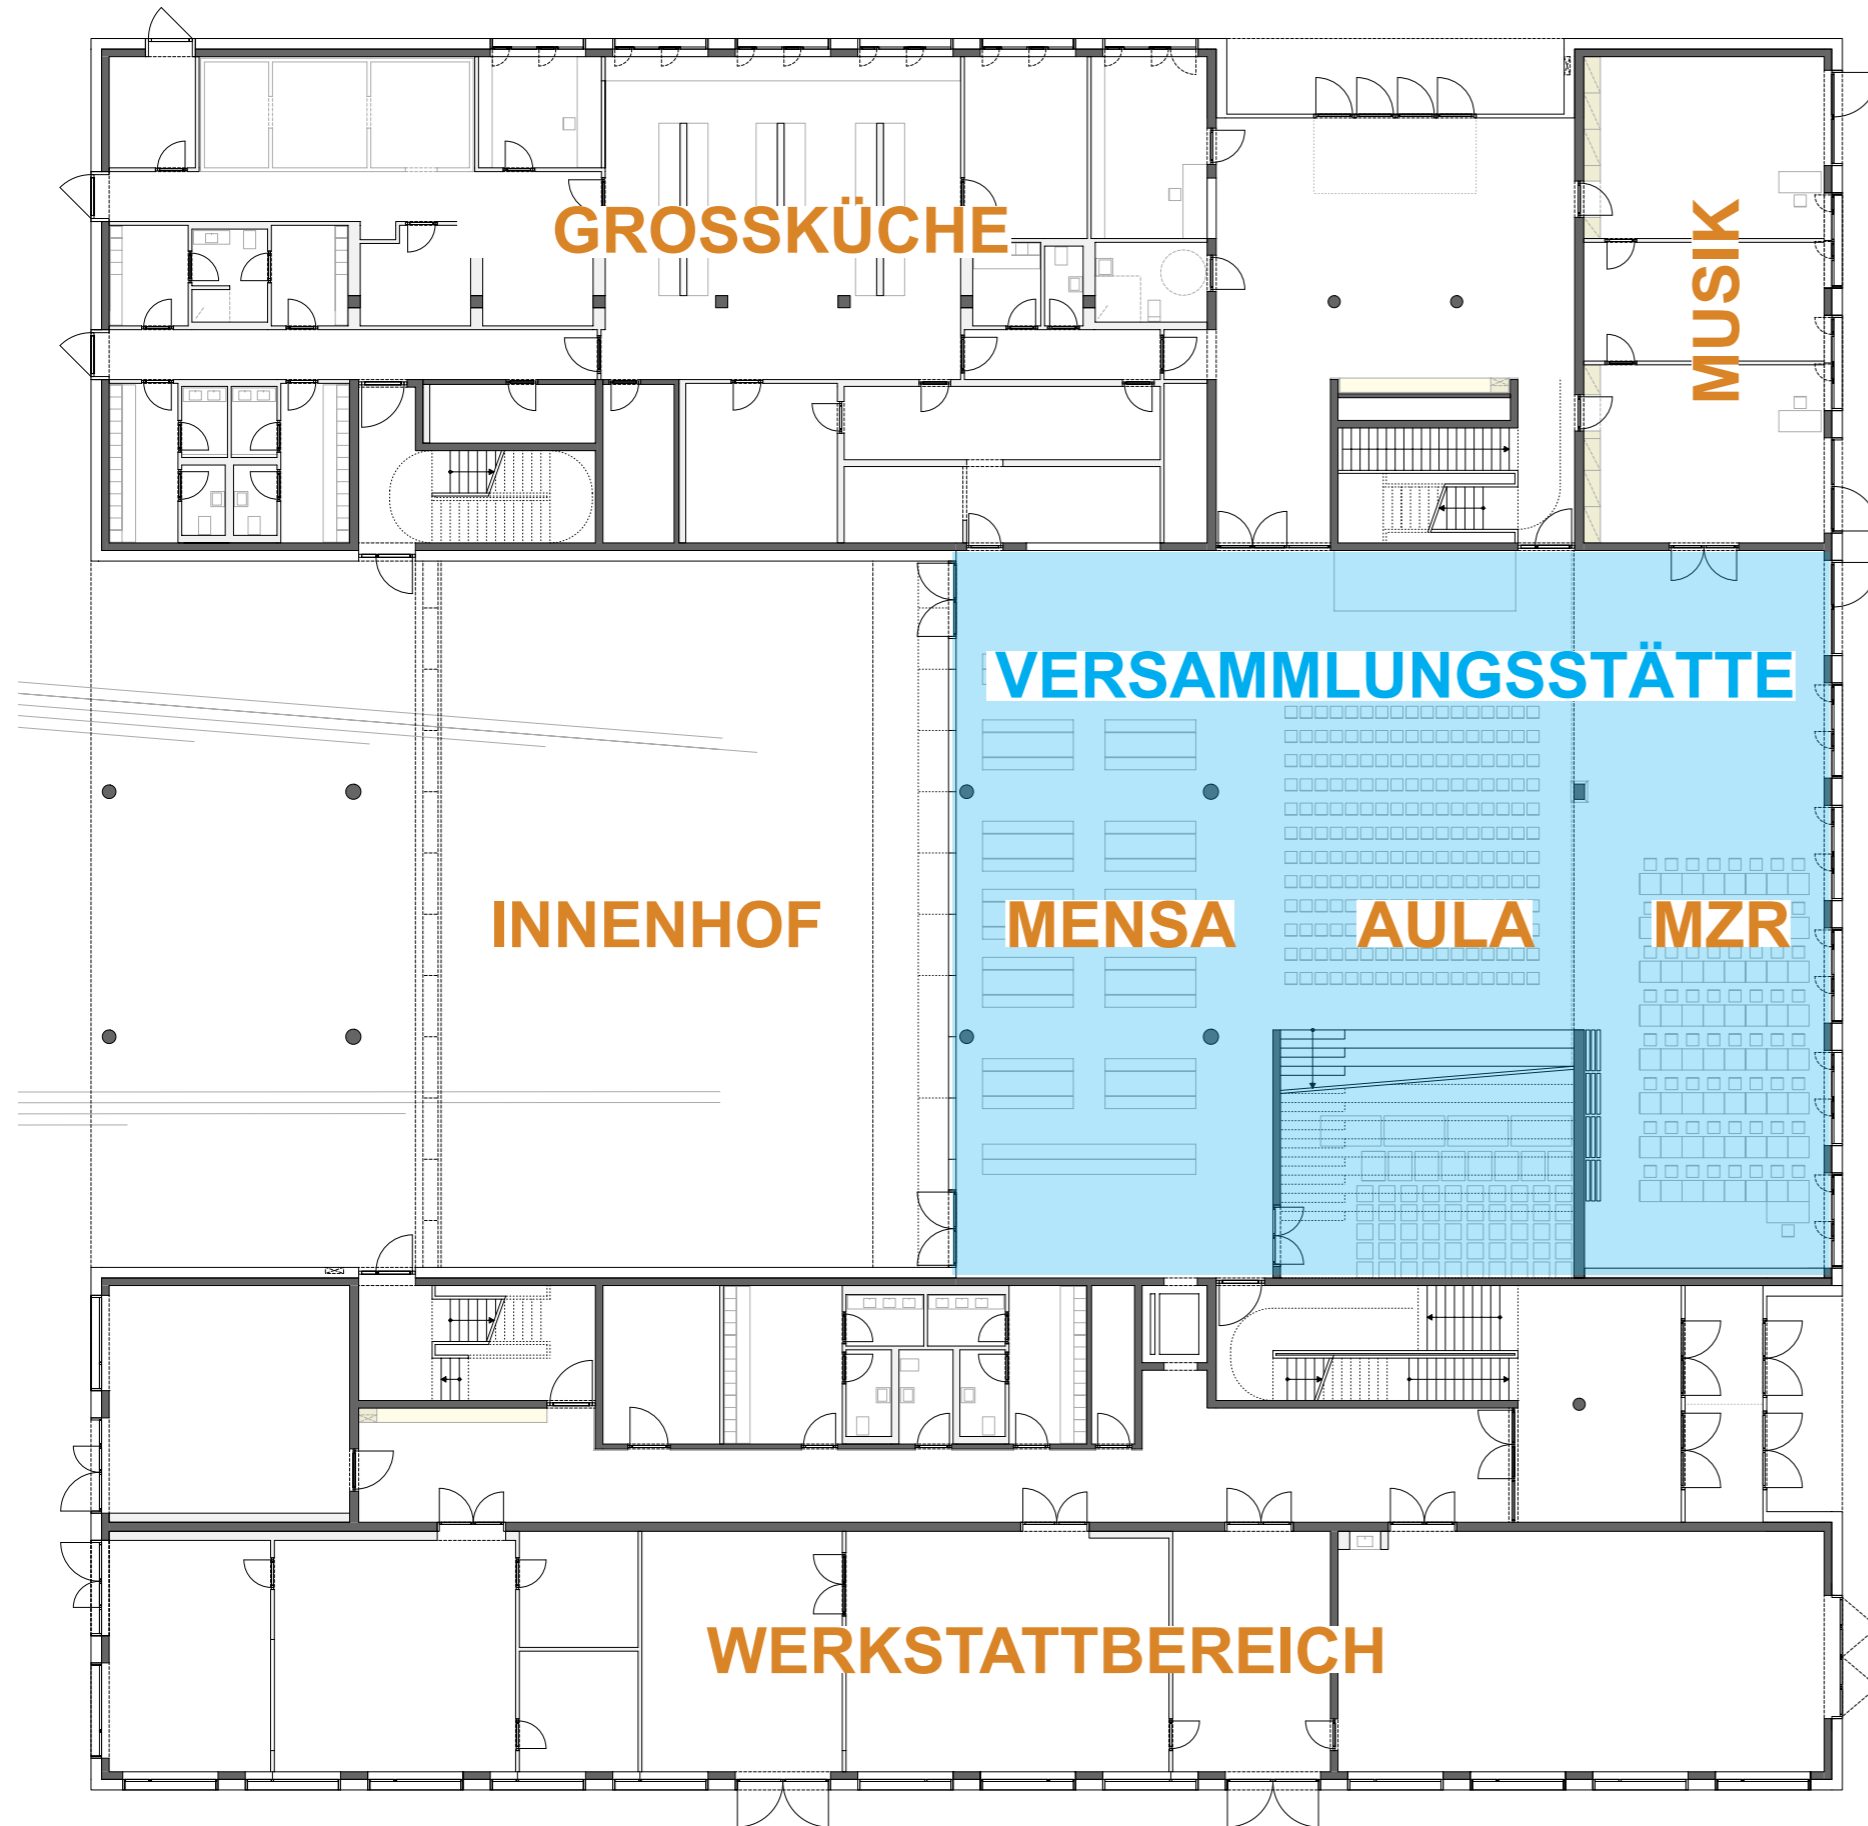 GROSSKÜCHE
MUSIK
VERSAMMLUNGSSTÄTTE
INNENHOF
MENSA
AULA
MZR
WERKSTATTBEREICH